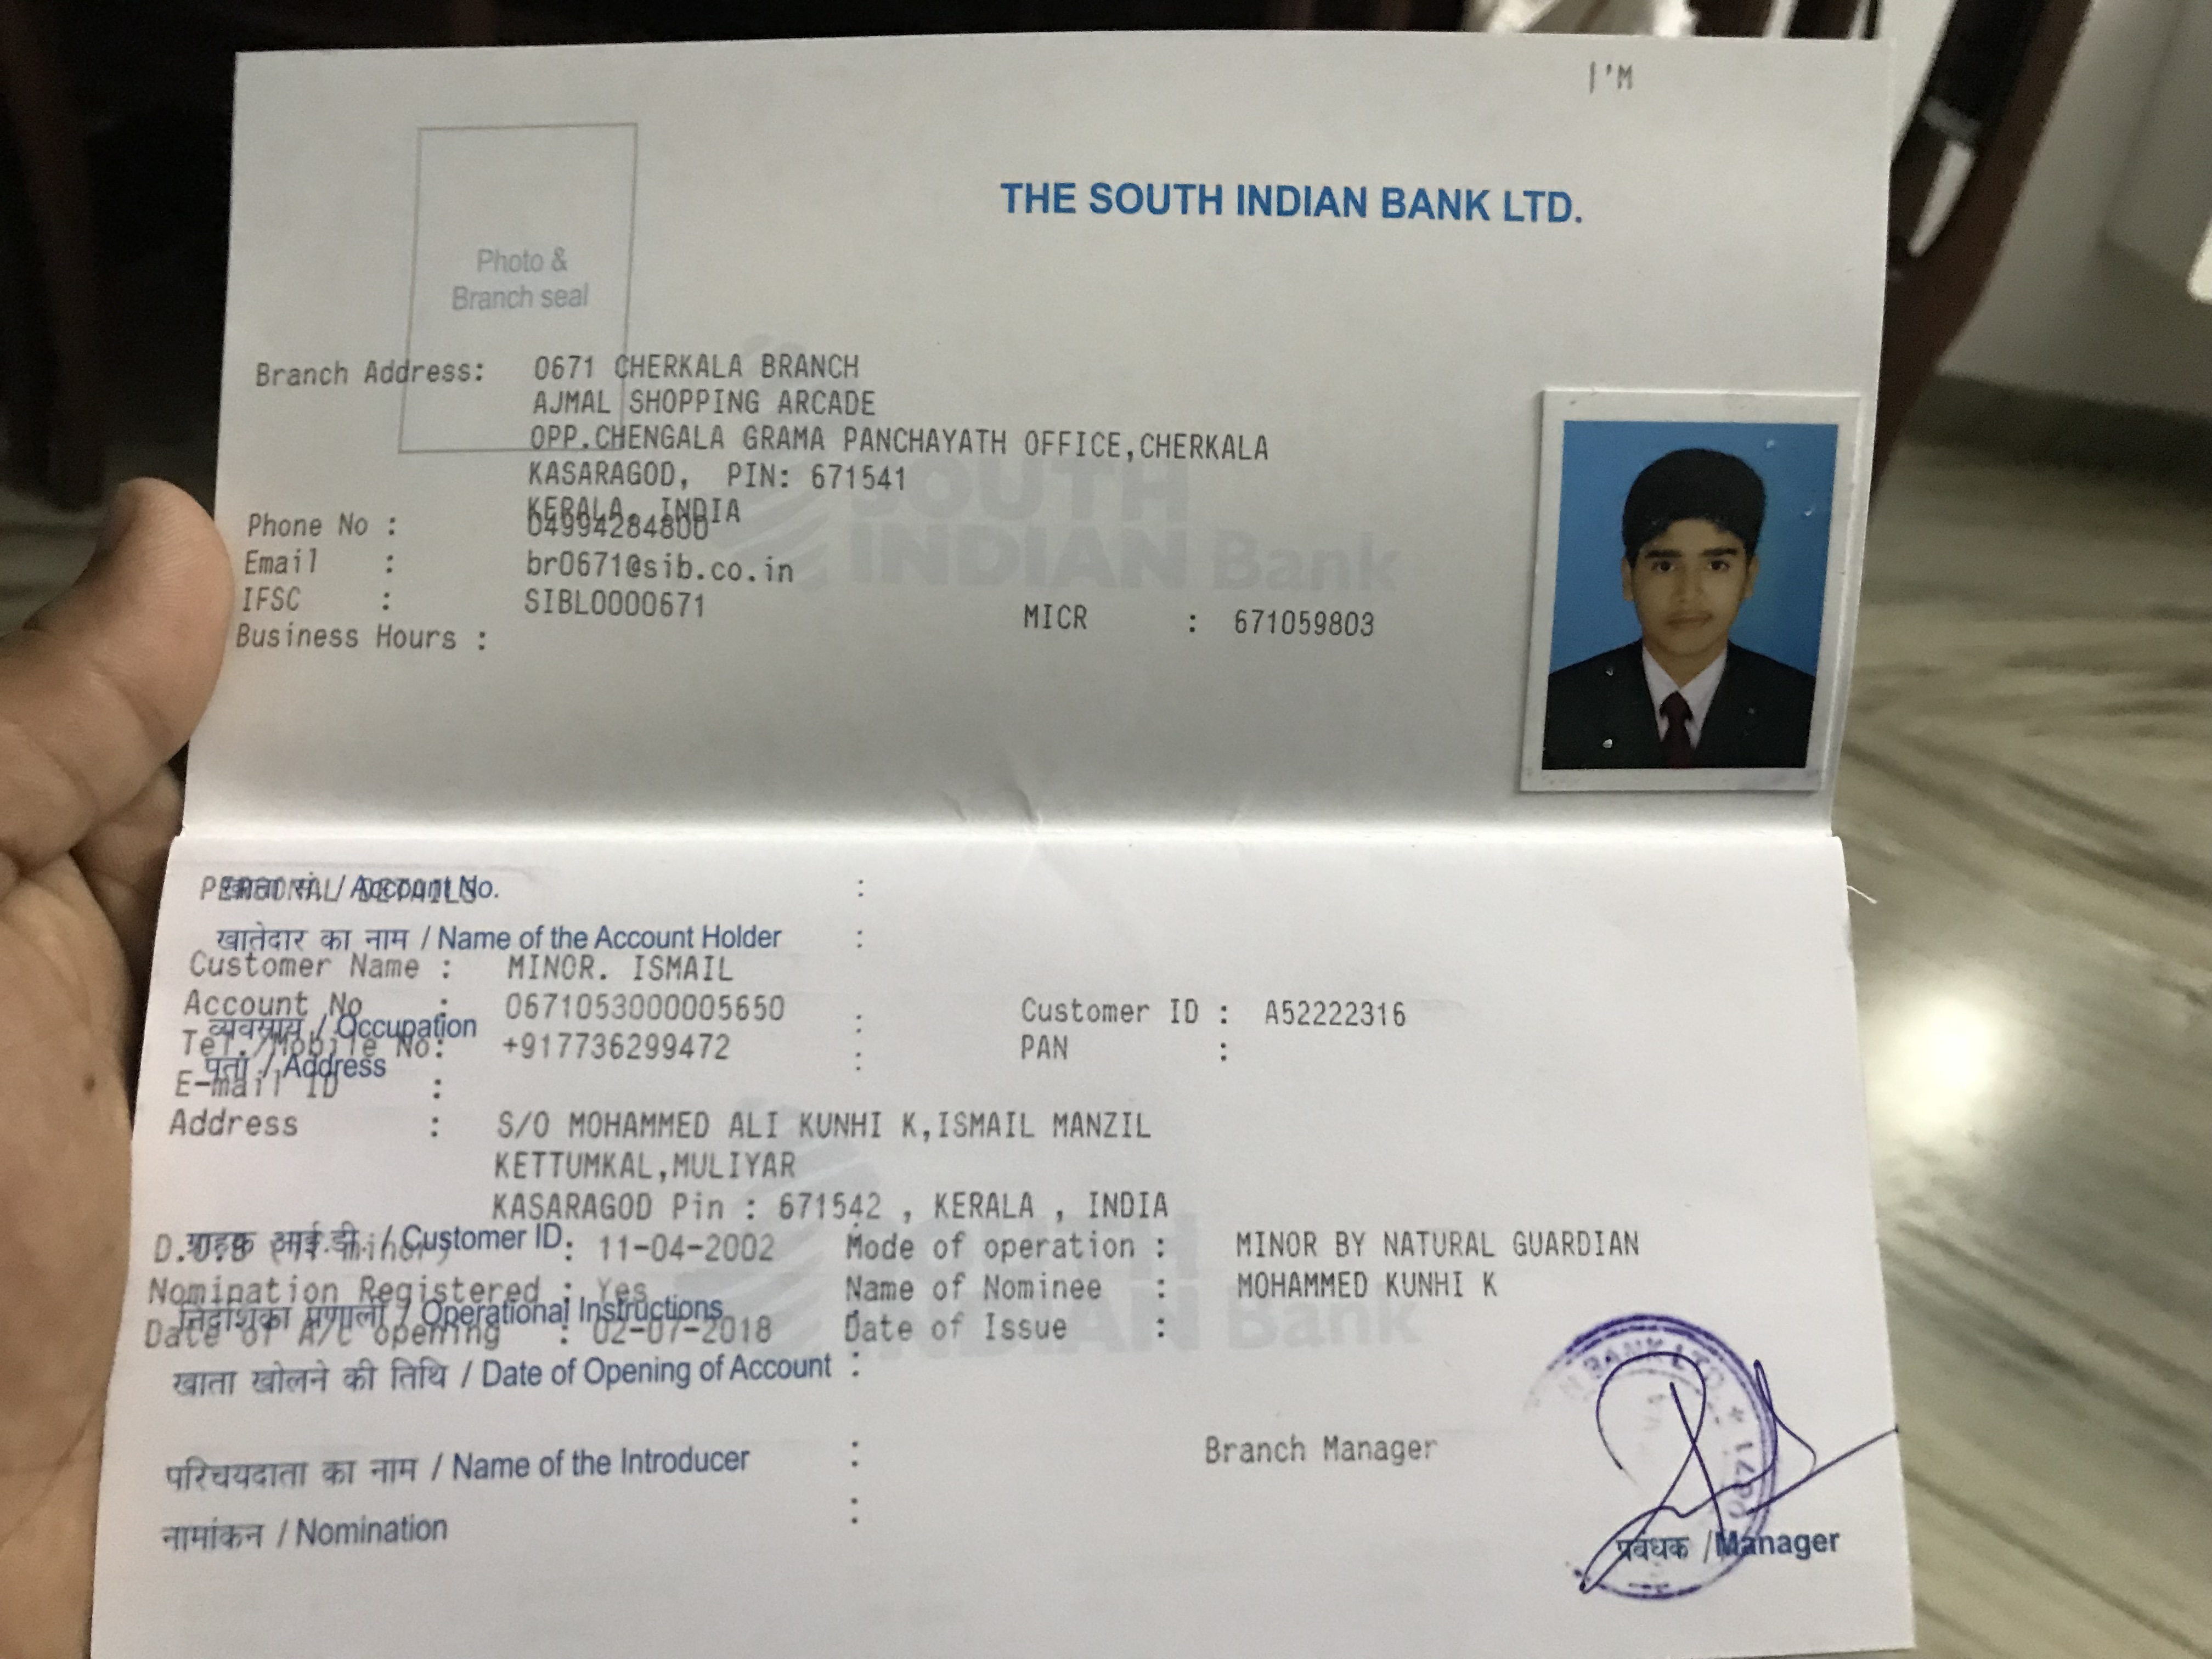 I'M
THE SOUTH INDIAN BANK LTD.
Photo &
Branch seal
Branch Address: 0671 CHERKALA BRANCH
AJMAL SHOPPING ARCADE
OPP.CHENGALA GRAMA PANCHAYATH OFFICE,CHERKALA
KASARAGOD, PIN: 671541
KERALA, INDIA
Phone No : 04994284800
Email : br0671@sib.co.in
IFSC : SIBL0000671 MICR : 671059803
Business Hours :
SOUTH
INDIAN Bank
PERSONAL DETAILS
खाता सं. / Account No. :
खातेदार का नाम / Name of the Account Holder :
Customer Name : MINOR. ISMAIL
Account No : 0671053000005650 Customer ID : A52222316
व्यवसाय / Occupation :
Tel./Mobile No: +917736299472 PAN :
पता / Address :
E-mail ID :
Address : S/O MOHAMMED ALI KUNHI K,ISMAIL MANZIL
KETTUMKAL,MULIYAR
KASARAGOD Pin : 671542 , KERALA , INDIA
ग्राहक आई.डी. / Customer ID :
D.O.B (if minor) : 11-04-2002 Mode of operation : MINOR BY NATURAL GUARDIAN
Nomination Registered : Yes Name of Nominee : MOHAMMED KUNHI K
/ Operational Instructions
Date of A/c opening : 02-07-2018 Date of Issue :
INDIAN Bank
खाता खोलने की तिथि / Date of Opening of Account :
Branch Manager
परिचयदाता का नाम / Name of the Introducer :
नामांकन / Nomination :
BANK LTD. * 0671
प्रबंधक / Manager